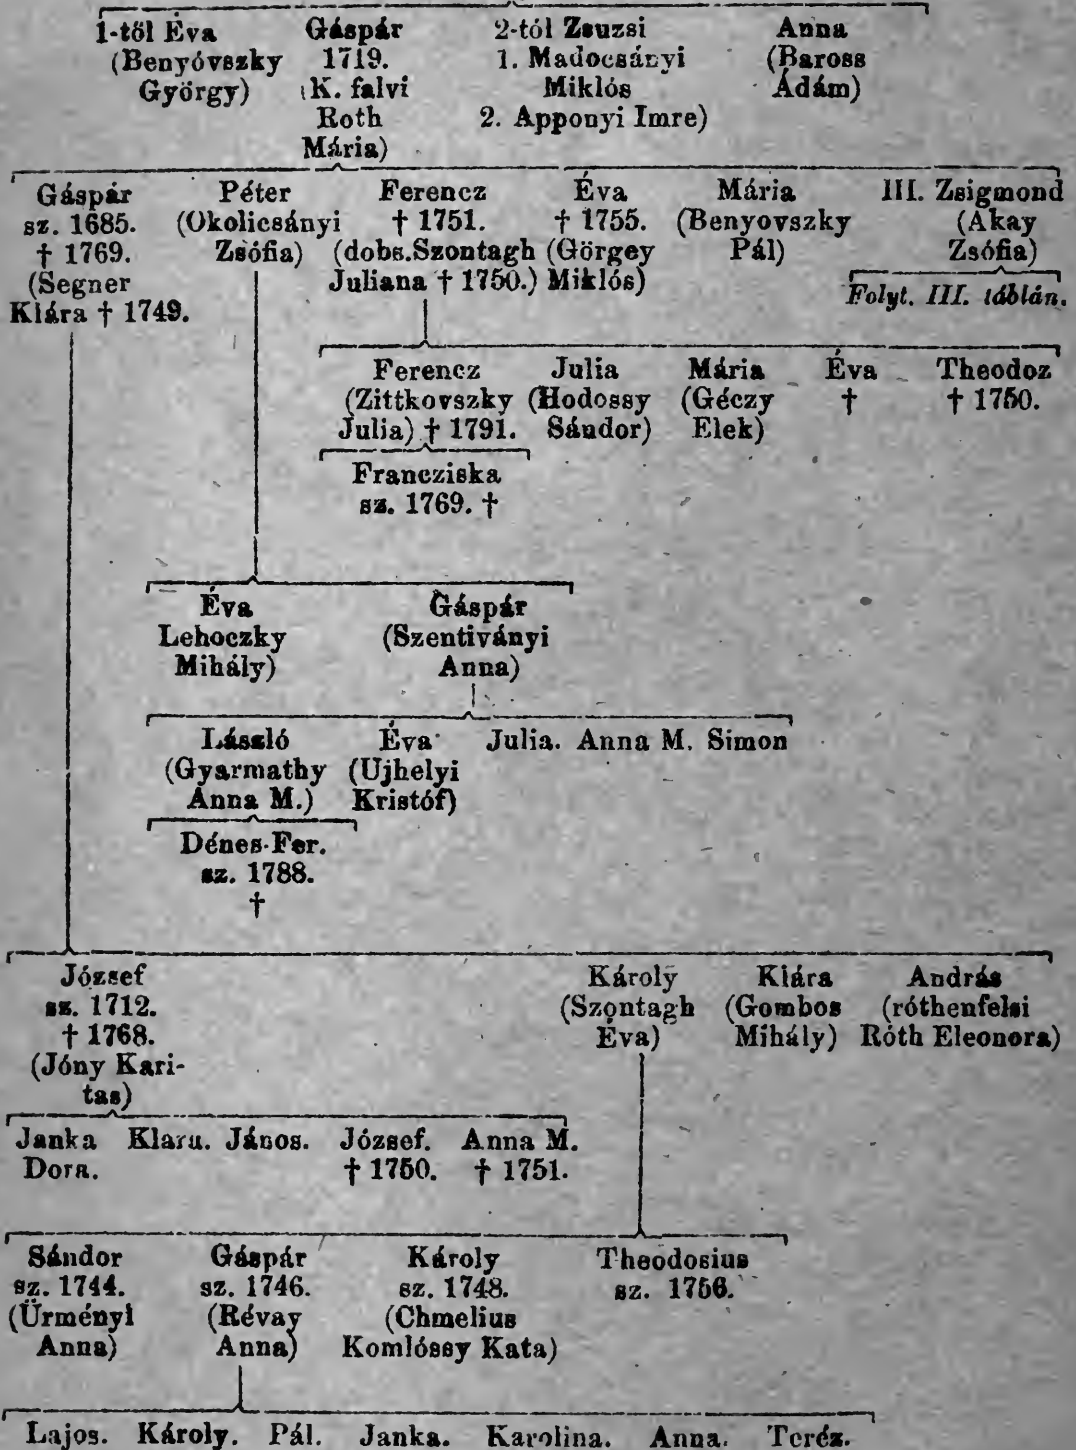 1-től Éva Gáspár 2-tól Zsuzsi Anna
(Benyóvszky 1719. 1. Madocsányi (Baross
György) (K. falvi Miklós Ádám)
Roth 2. Apponyi Imre)
Mária)
Gáspár Péter Ferencz Éva Mária III. Zsigmond
sz. 1685. (Okolicsányi † 1751. † 1755. (Benyovszky (Akay
† 1769. Zsófia) (dobs.Szontagh (Görgey Pál) Zsófia)
(Segner Juliana † 1750.) Miklós) Folyt. III. táblán.
Klára † 1749.
Ferencz Julia Mária Éva Theodoz
(Zittkovszky (Hodossy (Géczy † † 1750.
Julia) † 1791. Sándor) Elek)
Francziska
sz. 1769. †
Éva Gáspár
Lehoczky (Szentiványi
Mihály) Anna)
László Éva Julia. Anna M. Simon
(Gyarmathy (Ujhelyi
Anna M.) Kristóf)
Dénes-Fer.
sz. 1788.
†
József Károly Klára András
sz. 1712. (Szontagh (Gombos (róthenfelsi
† 1768. Éva) Mihály) Róth Eleonora)
(Jóny Kari-
tas)
Janka Klara. János. József. Anna M.
Dora. † 1750. † 1751.
Sándor Gáspár Károly Theodosius
sz. 1744. sz. 1746. sz. 1748. sz. 1756.
(Ürményi (Révay (Chmelius
Anna) Anna) Komlóssy Kata)
Lajos. Károly. Pál. Janka. Karolina. Anna. Teréz.